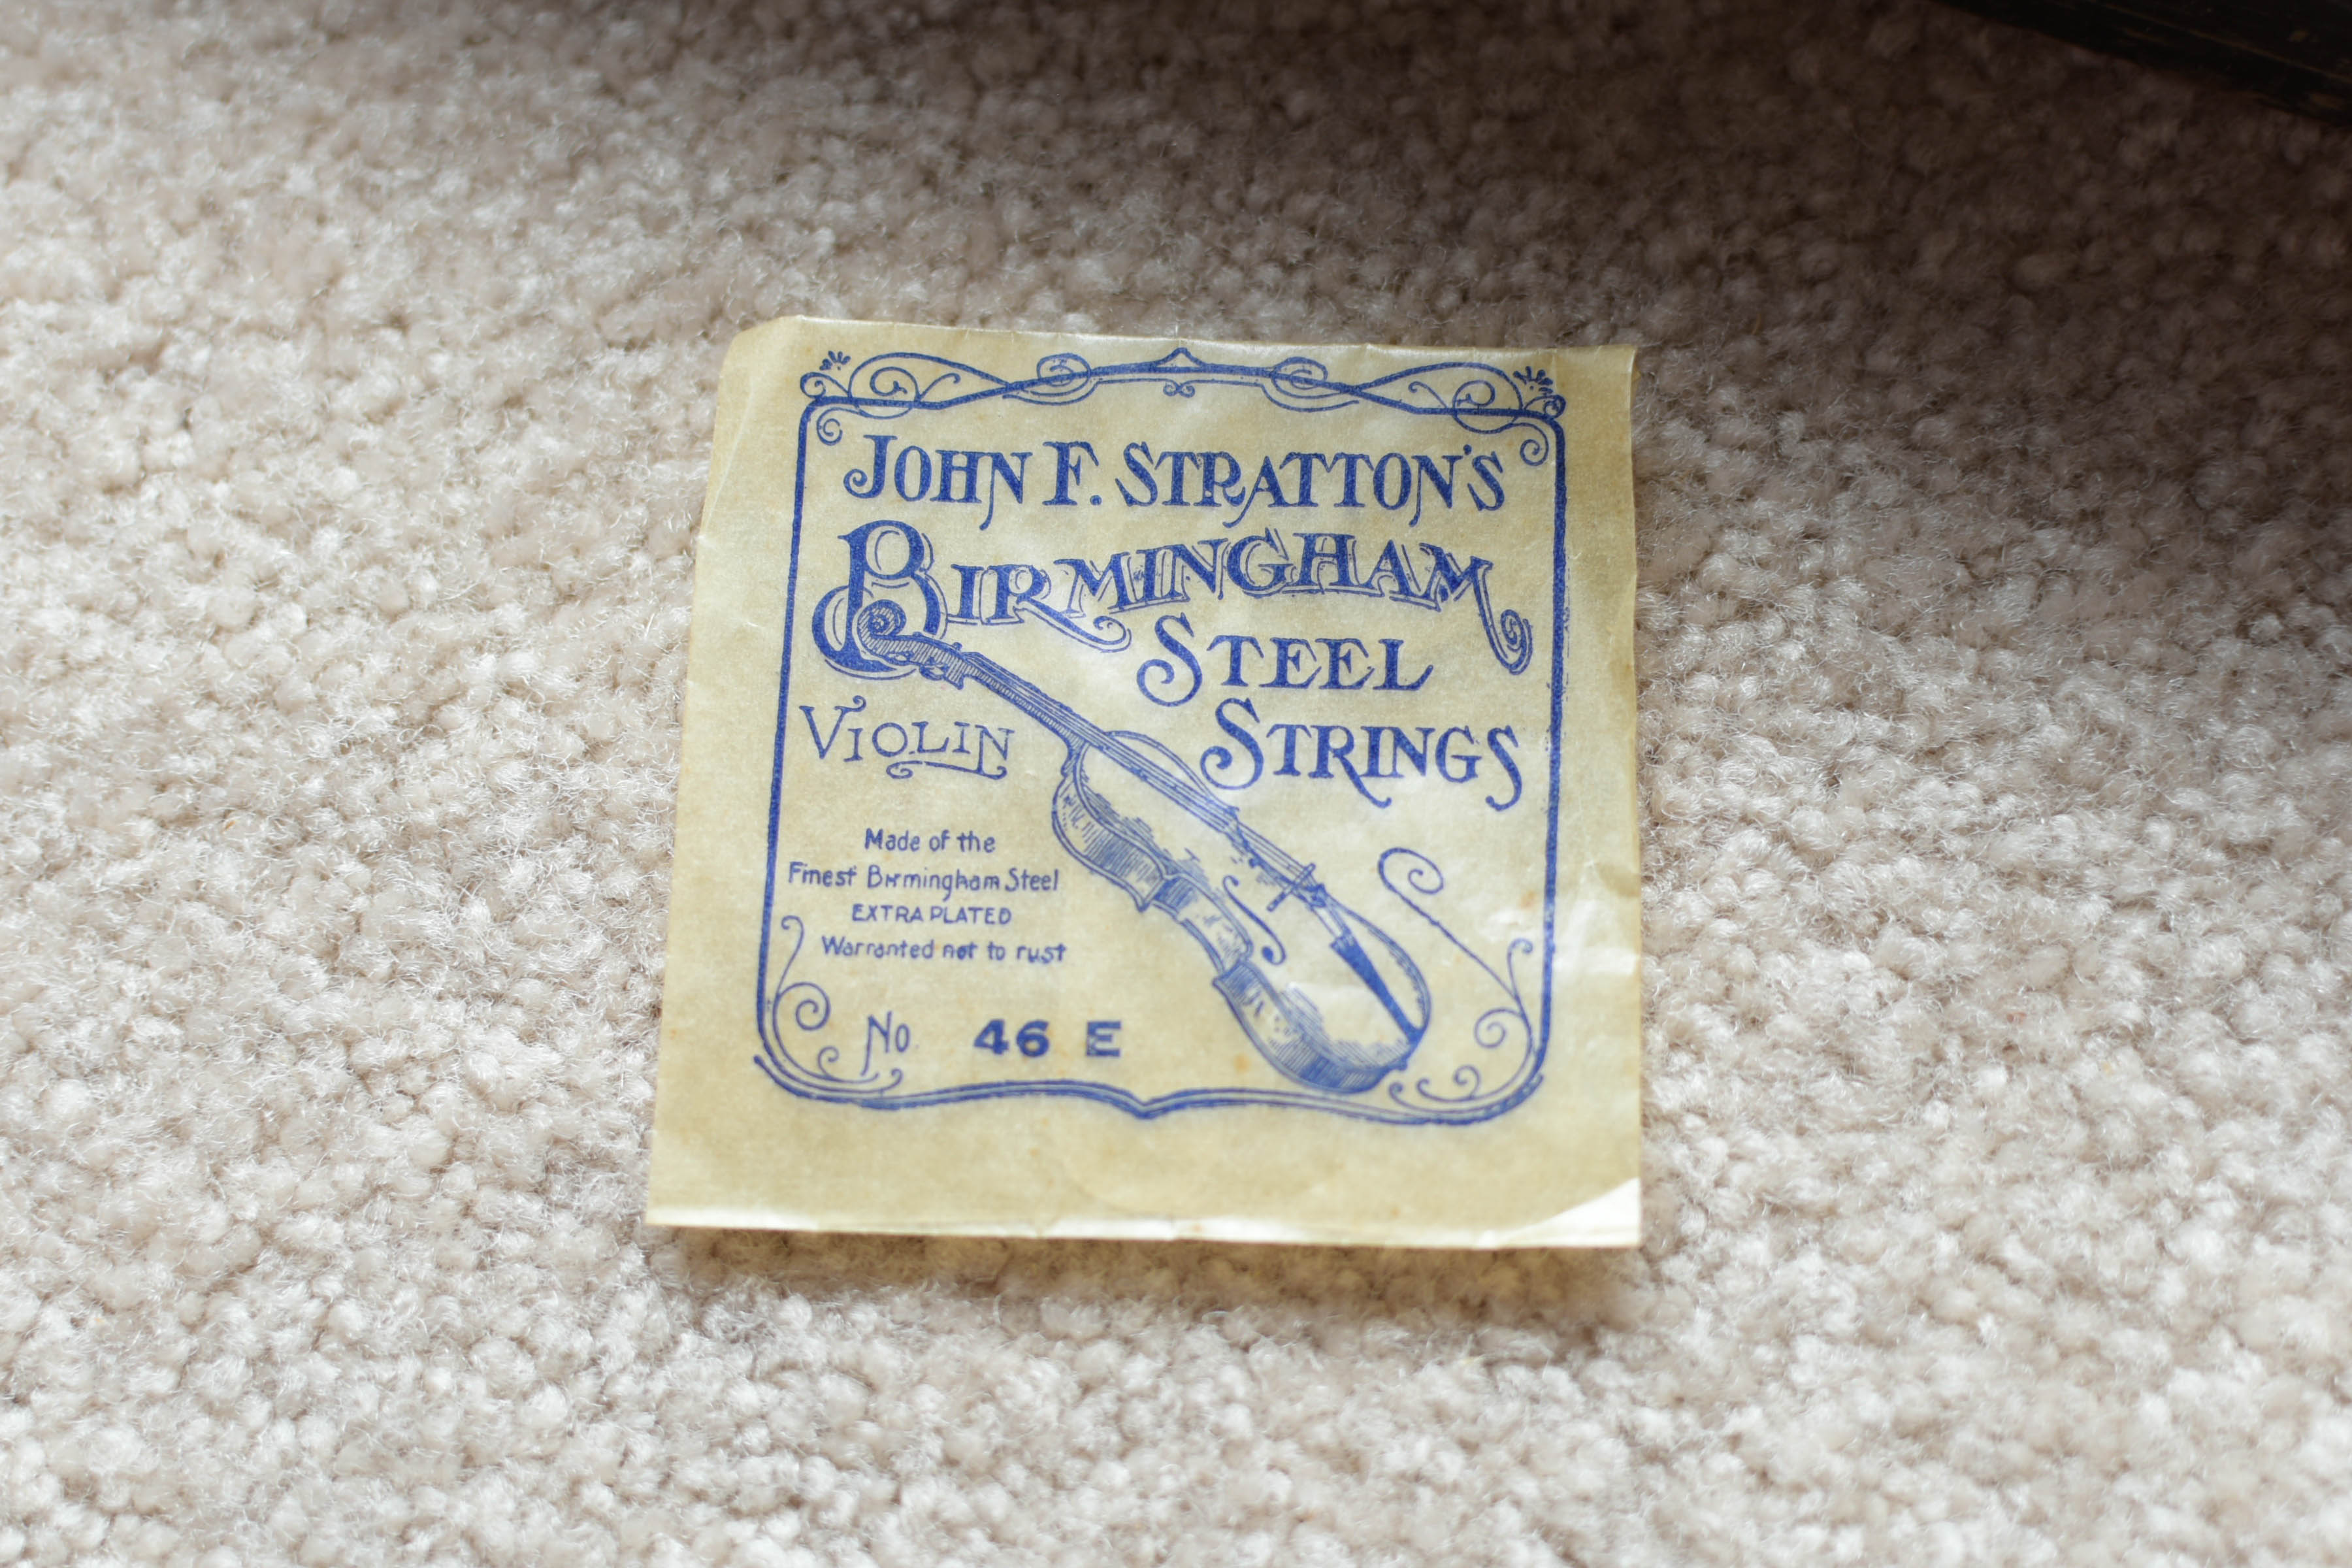 JOHN F. STRATTON'S
BIRMINGHAM
STEEL
STRINGS
VIOLIN
Made of the
Finest Birmingham Steel
EXTRA PLATED
Warranted not to rust
No 46 E